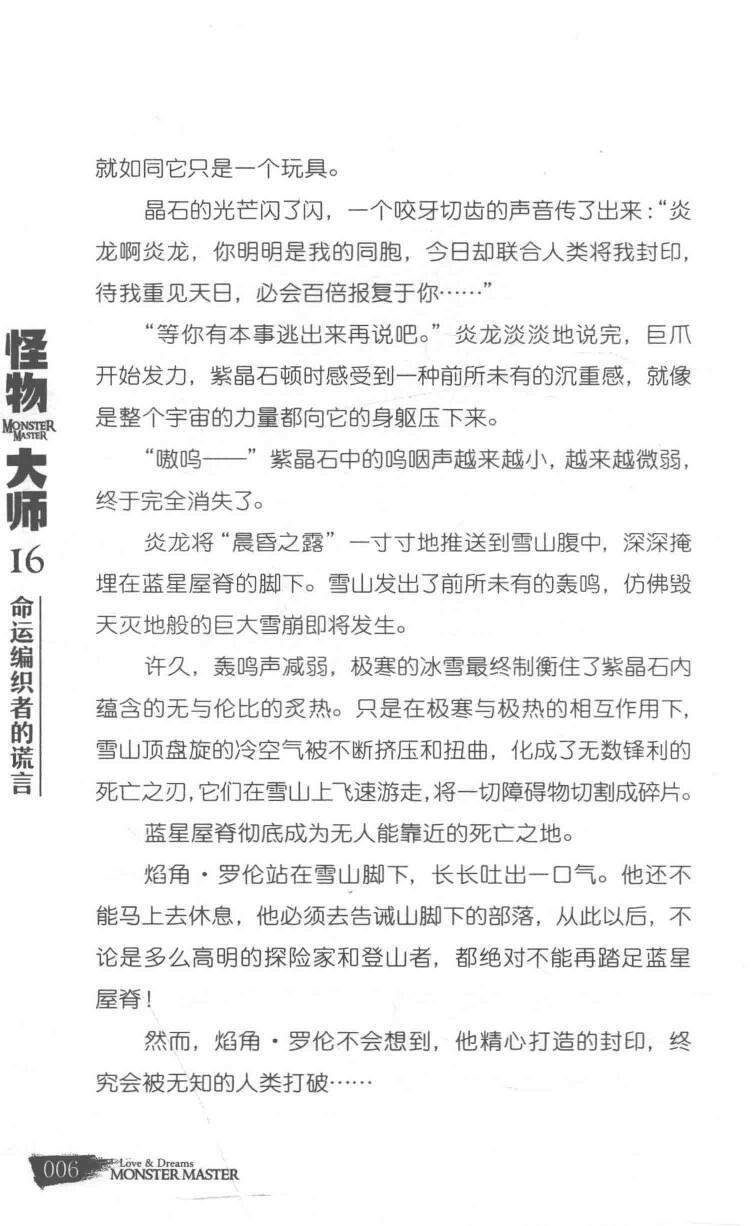 就如同它只是一个玩具。
晶石的光芒闪了闪，一个咬牙切齿的声音传了出来：“炎
龙啊炎龙，你明明是我的同胞，今日却联合人类将我封印，
待我重见天日，必会百倍报复于你……”
“等你有本事逃出来再说吧。”炎龙淡淡地说完，巨爪
开始发力，紫晶石顿时感受到一种前所未有的沉重感，就像
是整个宇宙的力量都向它的身躯压下来。
“嗷呜——”紫晶石中的呜咽声越来越小，越来越微弱，
终于完全消失了。
炎龙将“晨昏之露”一寸寸地推送到雪山腹中，深深掩
埋在蓝星屋脊的脚下。雪山发出了前所未有的轰鸣，仿佛毁
天灭地般的巨大雪崩即将发生。
许久，轰鸣声减弱，极寒的冰雪最终制衡住了紫晶石内
蕴含的无与伦比的炙热。只是在极寒与极热的相互作用下，
雪山顶盘旋的冷空气被不断挤压和扭曲，化成了无数锋利的
死亡之刃，它们在雪山上飞速游走，将一切障碍物切割成碎片。
蓝星屋脊彻底成为无人能靠近的死亡之地。
焰角·罗伦站在雪山脚下，长长吐出一口气。他还不
能马上去休息，他必须去告诫山脚下的部落，从此以后，不
论是多么高明的探险家和登山者，都绝对不能再踏足蓝星
屋脊！
然而，焰角·罗伦不会想到，他精心打造的封印，终
究会被无知的人类打破……
怪物
MONSTER
MASTER
大师
16
命运编织者的谎言
006
Love & Dreams
MONSTER MASTER